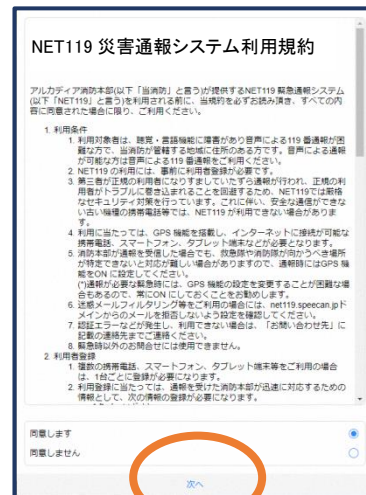 NET119 災害通報システム利用規約
アルカディア消防本部(以下「当消防」と言う)が提供するNET119 緊急通報システム
(以下「NET119」と言う)を利用される前に、当規約を必ずお読み頂き、すべての内
容に同意された場合に限り、ご利用ください。
1. 利用条件
1. 利用対象者は、聴覚・言語機能に障害があり音声による119 番通報が困
難な方で、当消防が管轄する地域に住所のある方です。音声による通報
が可能な方は音声による119 番通報をご利用ください。
2. NET119 の利用には、事前に利用者登録が必要です。
3. 第三者が正規の利用者になりすましていたずら通報が行われ、正規の利
用者がトラブルに巻き込まれることを回避するため、NET119では厳格
なセキュリティ対策を行っています。これに伴い、安全な通信ができな
い古い機種の携帯電話等では、NET119 が利用できない場合がありま
す。
4. 利用に当たっては、GPS 機能を搭載し、インターネットに接続が可能な
携帯電話、スマートフォン、タブレット端末などが必要となります。
5. 消防本部が通報を受信した場合でも、救急隊や消防隊が向かうべき場所
が特定できないと対応が難しい場合がありますので、通報時にはGPS 機
能をON に設定してください。
(*)通報が必要な緊急時には、GPS 機能の設定を変更することが困難な場
合もあるので、常にON にしておくことをお勧めします。
6. 迷惑メールフィルタリング等をご利用の場合には、net119.speecan.jpド
メインからのメールを拒否しないよう設定を確認してください。
7. 認証エラーなどが発生し、利用できない場合は、「お問い合わせ先」に
記載の連絡先までご連絡ください。
8. 緊急時以外のお問合せには使用できません。
2. 利用者登録
1. 複数の携帯電話、スマートフォン、タブレット端末等をご利用の場合
は、1台ごとに登録が必要になります。
2. 利用登録に当たっては、通報を受けた消防本部が迅速に対応するための
情報として、次の情報の登録が必要になります。
同意します
同意しません
次へ